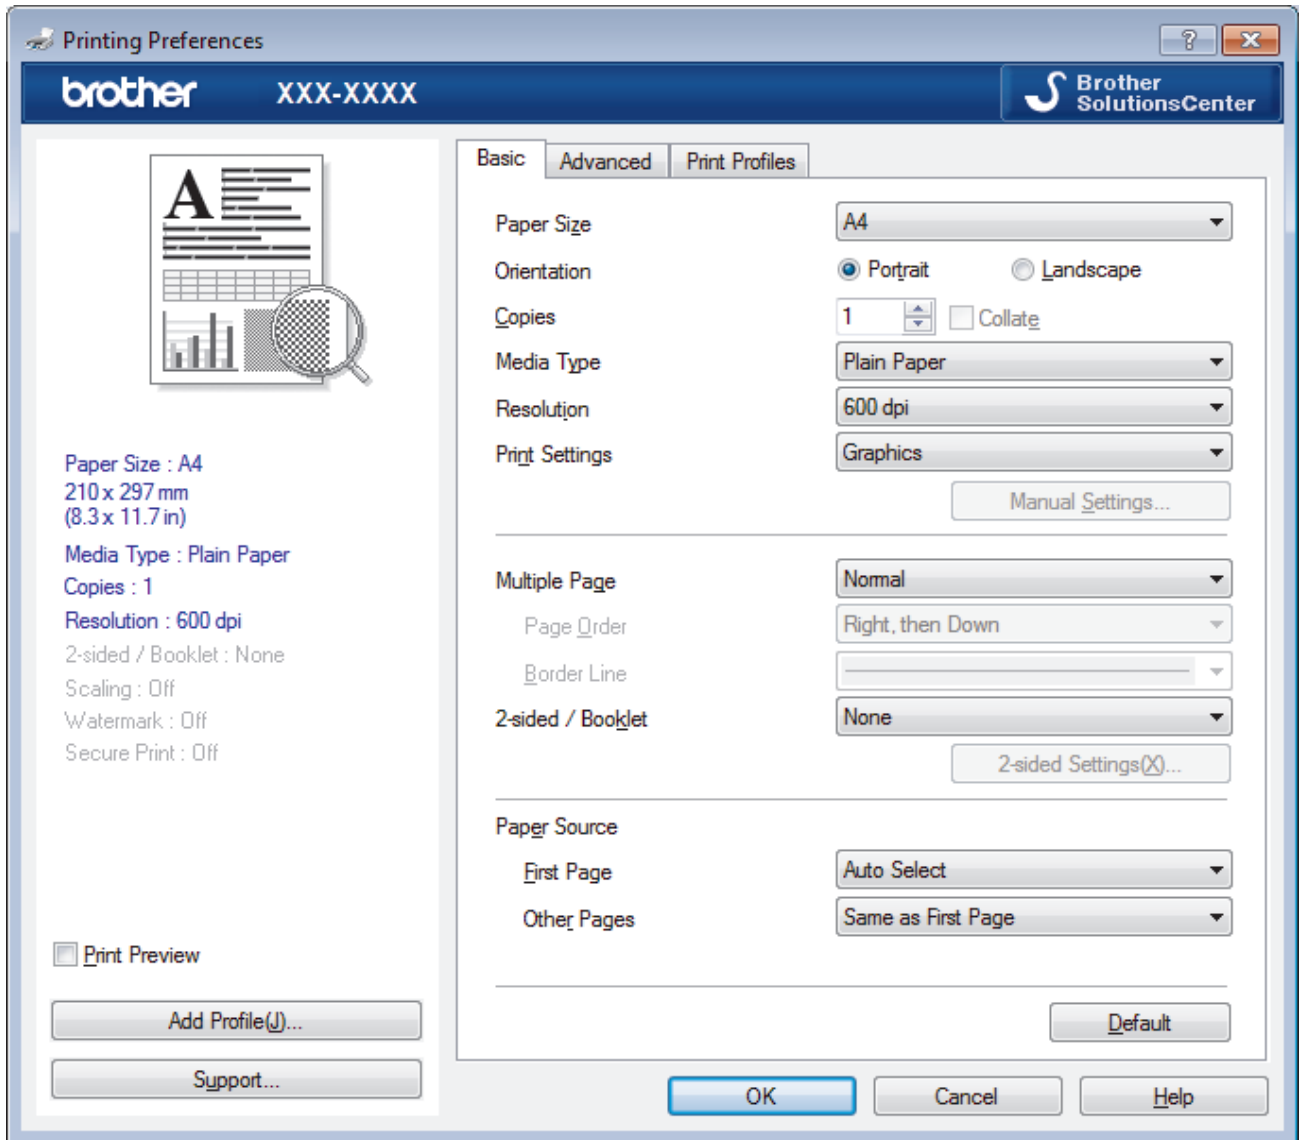 Printing Preferences
?
brother XXX-XXXX
Brother
SolutionsCenter
A
Paper Size : A4
210 x 297 mm
(8.3 x 11.7 in)
Media Type : Plain Paper
Copies : 1
Resolution : 600 dpi
2-sided / Booklet : None
Scaling : Off
Watermark : Off
Secure Print : Off
Print Preview
Add Profile(J)...
Support...
Basic Advanced Print Profiles
Paper Size A4
Orientation Portrait Landscape
Copies 1 Collate
Media Type Plain Paper
Resolution 600 dpi
Print Settings Graphics
Manual Settings...
Multiple Page Normal
Page Order Right, then Down
Border Line
2-sided / Booklet None
2-sided Settings(X)...
Paper Source
First Page Auto Select
Other Pages Same as First Page
Default
OK Cancel Help